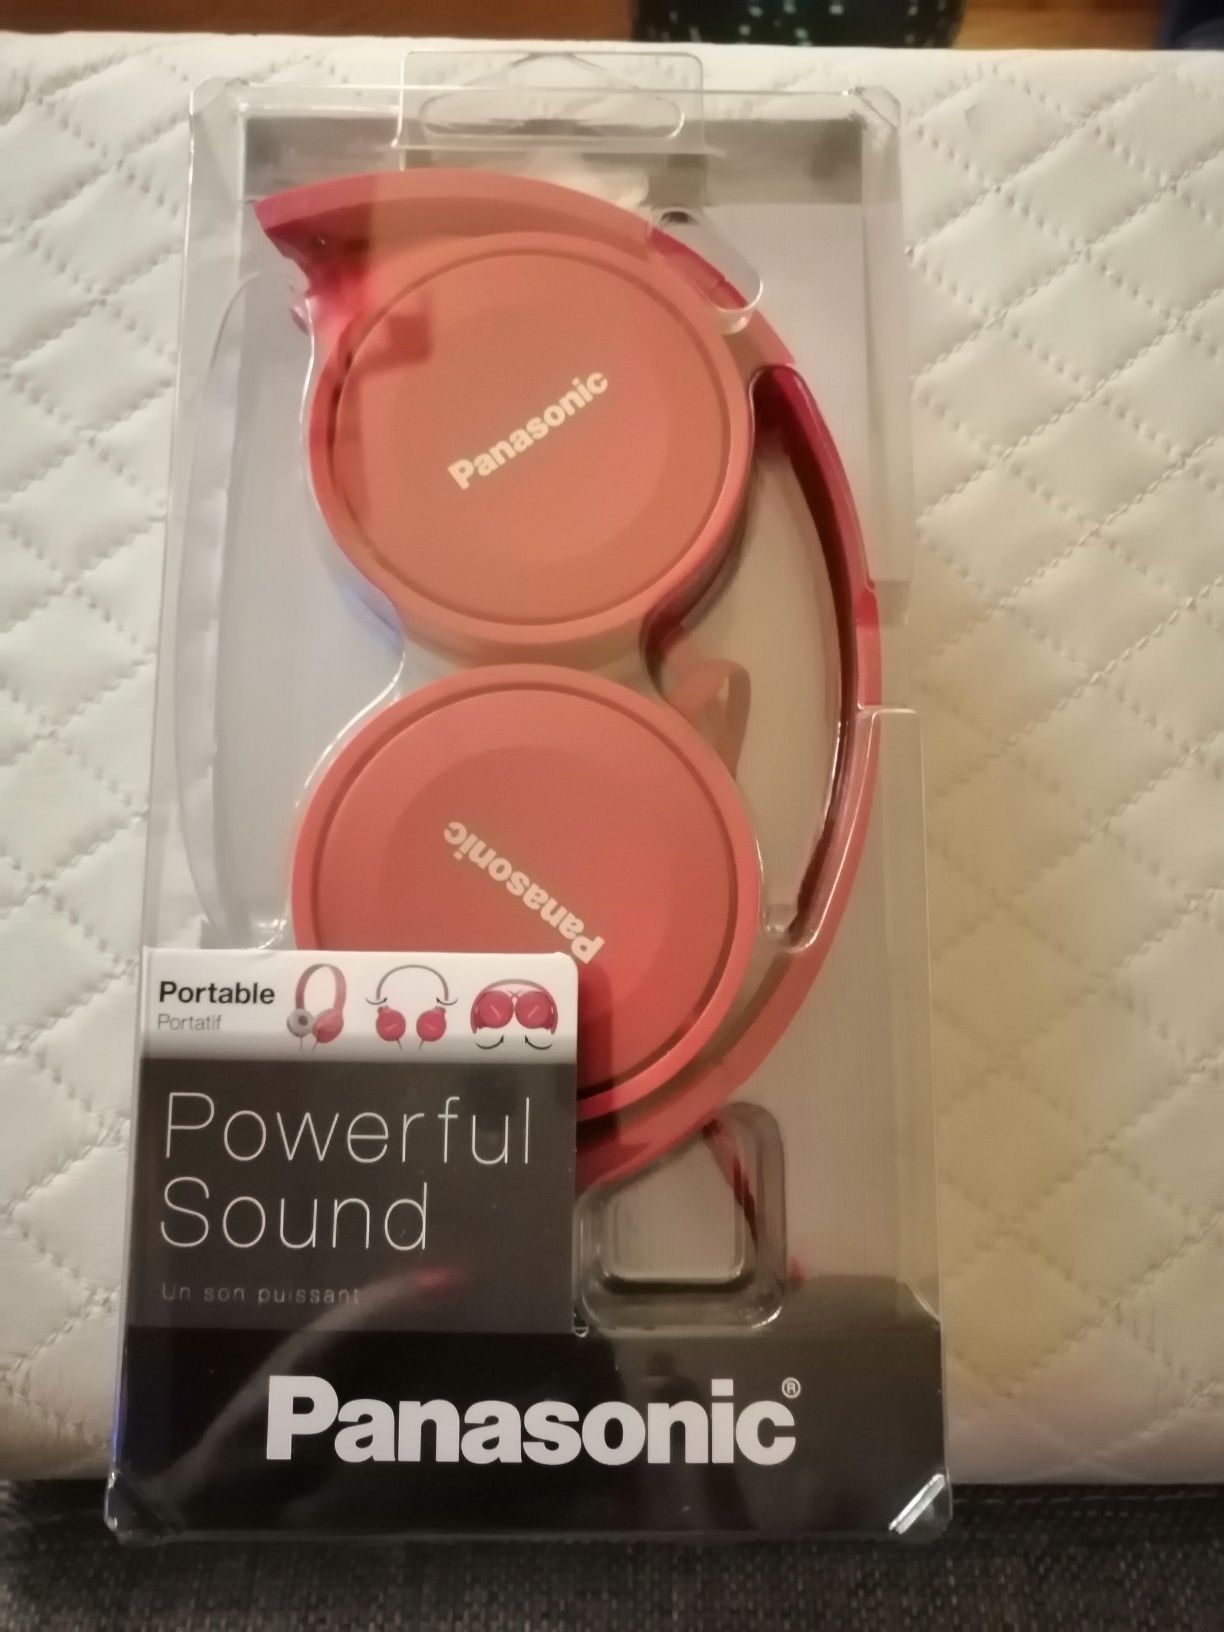 Panasonic
Panasonic
Portable
Portatif
Powerful
Sound
Un son puissant
Panasonic®